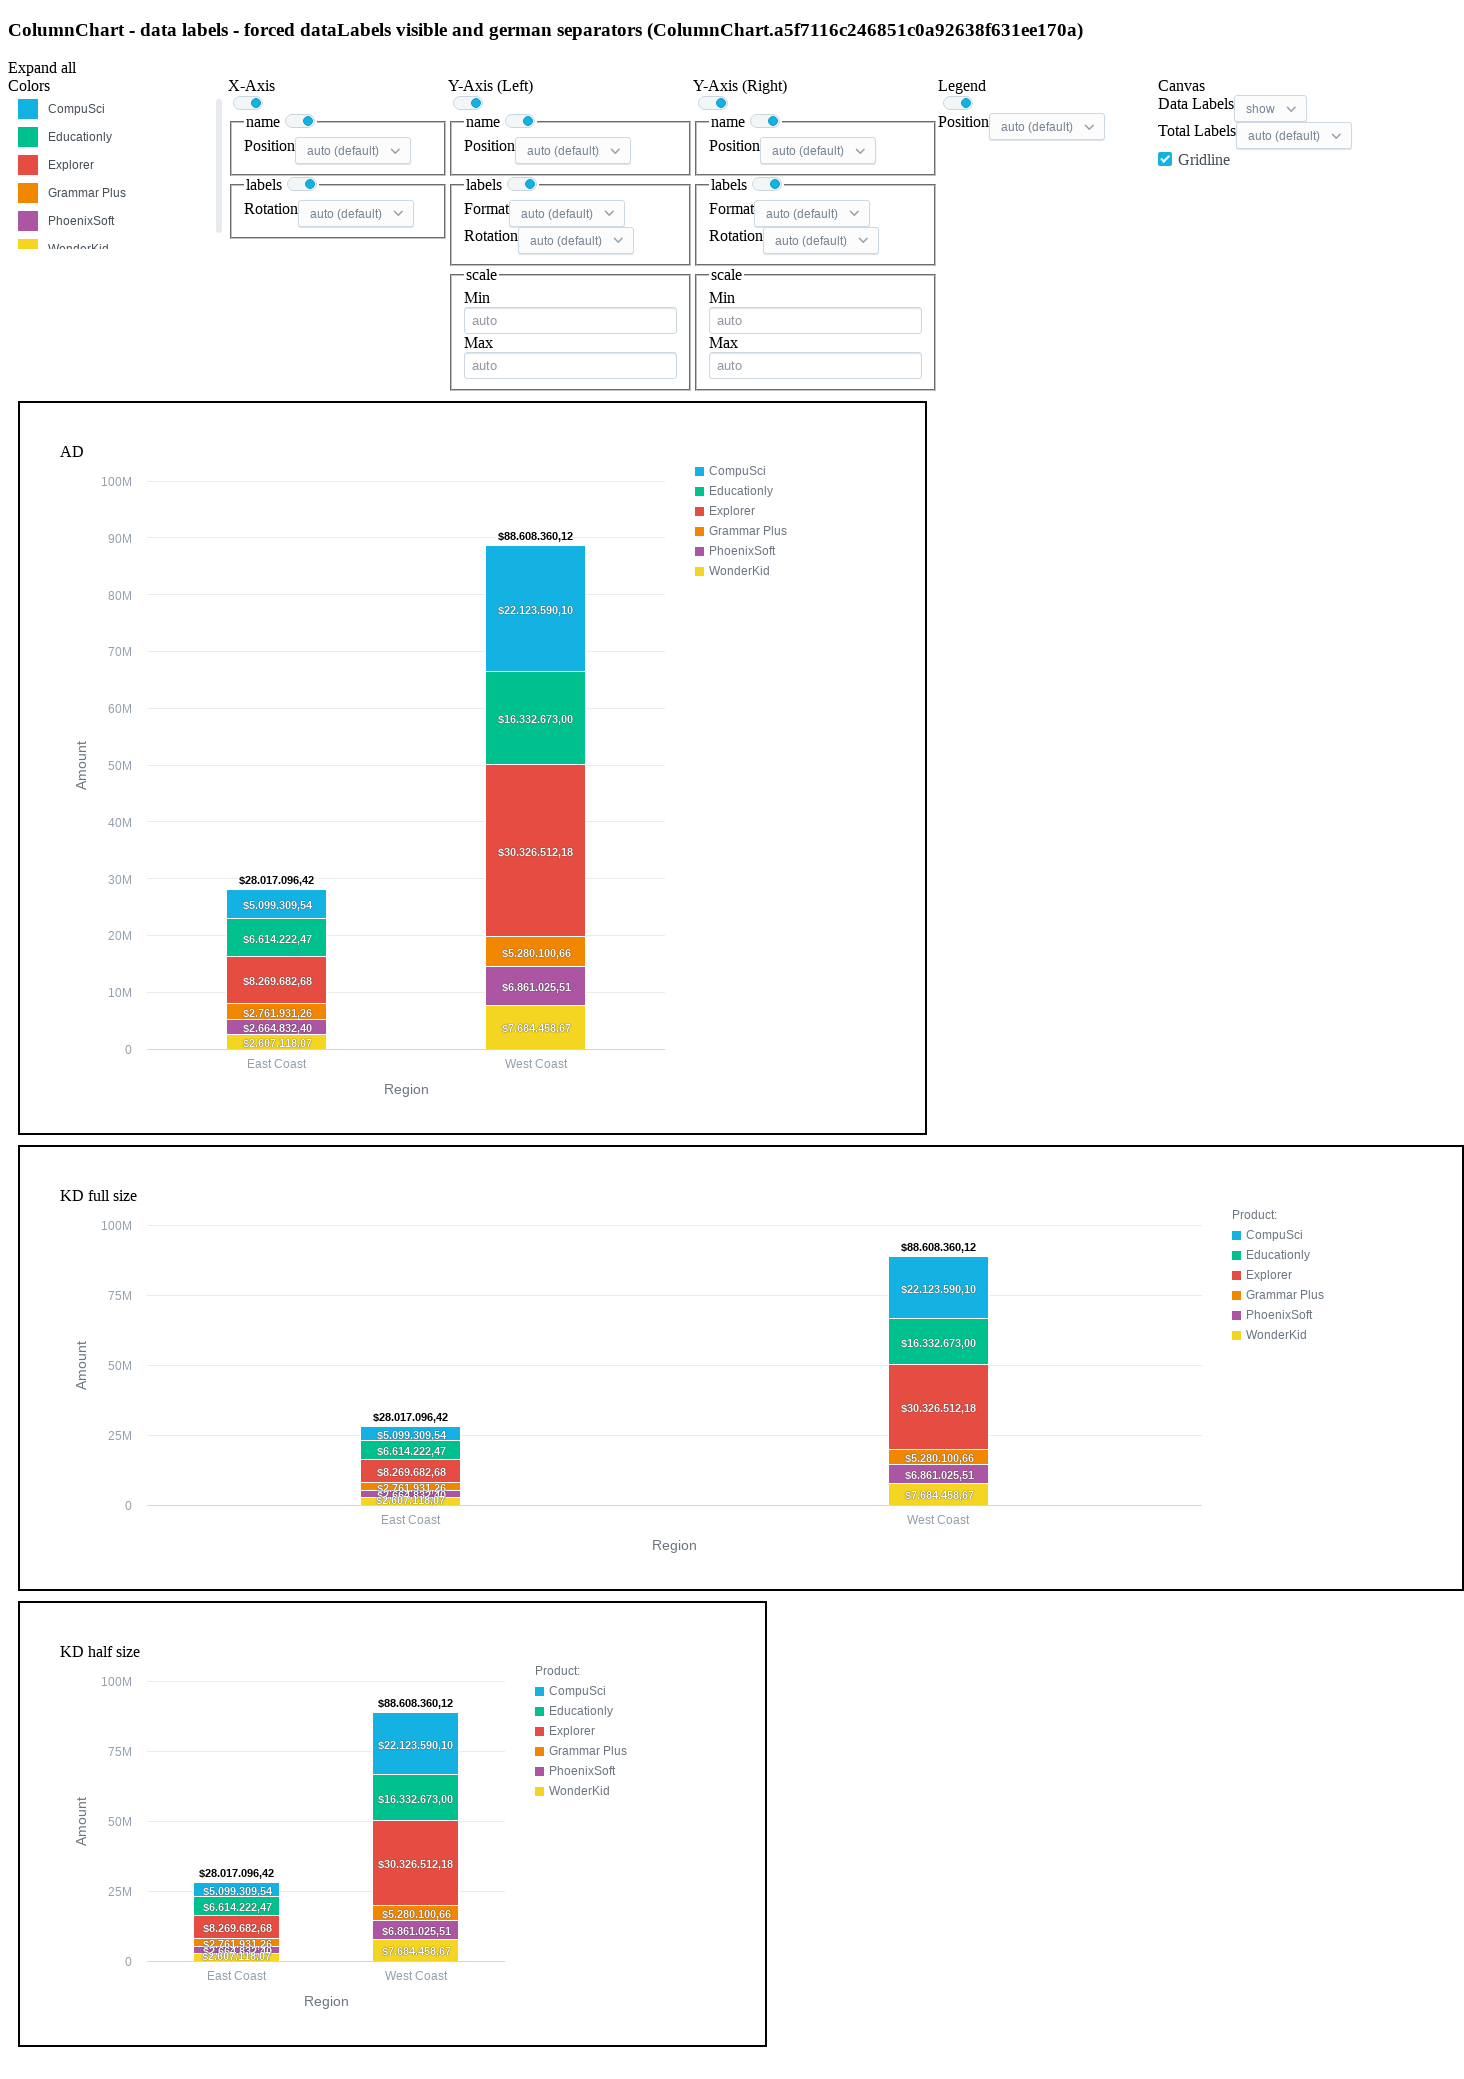 ColumnChart - data labels - forced dataLabels visible and german separators (ColumnChart.a5f7116c246851c0a92638f631ee170a)
Expand all
Colors
CompuSci
Educationly
Explorer
Grammar Plus
PhoenixSoft
WonderKid
X-Axis
name
Position auto (default)
labels
Rotation auto (default)
Y-Axis (Left)
name
Position auto (default)
labels
Format auto (default)
Rotation auto (default)
scale
Min
auto
Max
auto
Y-Axis (Right)
name
Position auto (default)
labels
Format auto (default)
Rotation auto (default)
scale
Min
auto
Max
auto
Legend
Position auto (default)
Canvas
Data Labels show
Total Labels auto (default)
Gridline
AD
100M
90M
80M
70M
60M
50M
40M
30M
20M
10M
0
Amount
$28.017.096,42
$5.099.309,54
$6.614.222,47
$8.269.682,68
$2.761.931,26
$2.664.832,40
$2.607.118,07
$88.608.360,12
$22.123.590,10
$16.332.673,00
$30.326.512,18
$5.280.100,66
$6.861.025,51
$7.684.458,67
East Coast
West Coast
Region
CompuSci
Educationly
Explorer
Grammar Plus
PhoenixSoft
WonderKid
KD full size
100M
75M
50M
25M
0
Amount
$28.017.096,42
$5.099.309,54
$6.614.222,47
$8.269.682,68
$2.761.931,26
$2.664.832,40
$2.607.118,07
$88.608.360,12
$22.123.590,10
$16.332.673,00
$30.326.512,18
$5.280.100,66
$6.861.025,51
$7.684.458,67
East Coast
West Coast
Region
Product:
CompuSci
Educationly
Explorer
Grammar Plus
PhoenixSoft
WonderKid
KD half size
100M
75M
50M
25M
0
Amount
$28.017.096,42
$5.099.309,54
$6.614.222,47
$8.269.682,68
$2.761.931,26
$2.664.832,40
$2.607.118,07
$88.608.360,12
$22.123.590,10
$16.332.673,00
$30.326.512,18
$5.280.100,66
$6.861.025,51
$7.684.458,67
East Coast
West Coast
Region
Product:
CompuSci
Educationly
Explorer
Grammar Plus
PhoenixSoft
WonderKid